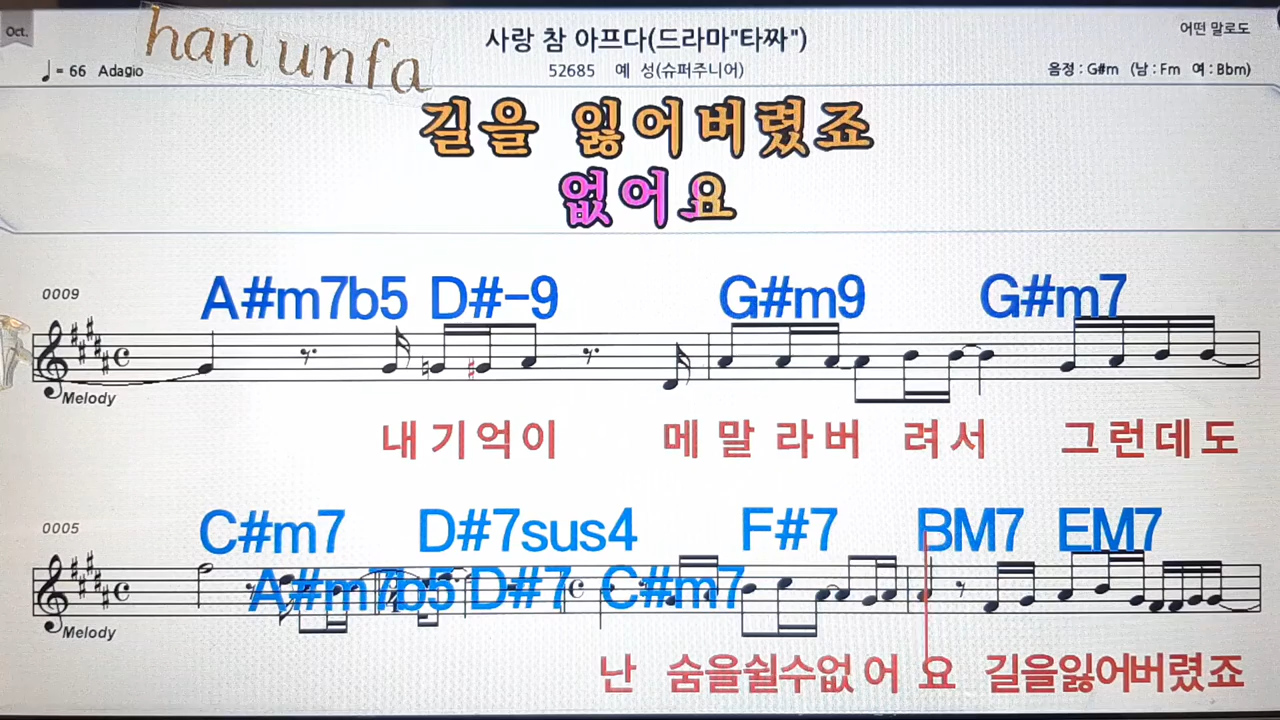 Oct.
han unfa
사랑 참 아프다(드라마"타짜")
어떤 말로도
♩= 66 Adagio
52685 예 성(슈퍼주니어)
음정 : G#m (남 : Fm 여 : Bbm)
길을 잃어버렸죠
없어요
0009
A#m7b5 D#-9 G#m9 G#m7
Melody
내 기 억 이 메 말 라 버 려 서 그 런 데 도
0005
C#m7 D#7sus4 F#7 BM7 EM7
A#m7b5 D#7 C#m7
Melody
난 숨을쉴수없 어 요 길을잃어버렸죠